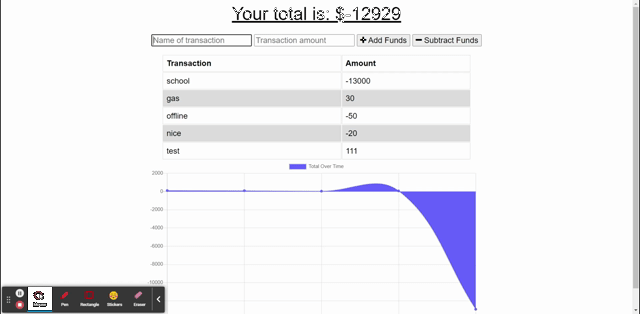 Your total is: $-12929
Name of transaction Transaction amount + Add Funds − Subtract Funds
Transaction Amount
school -13000
gas 30
offline -50
nice -20
test 111
Total Over Time
2000
0
-2000
-4000
-6000
-8000
-10000
Pen Rectangle Stickers Eraser